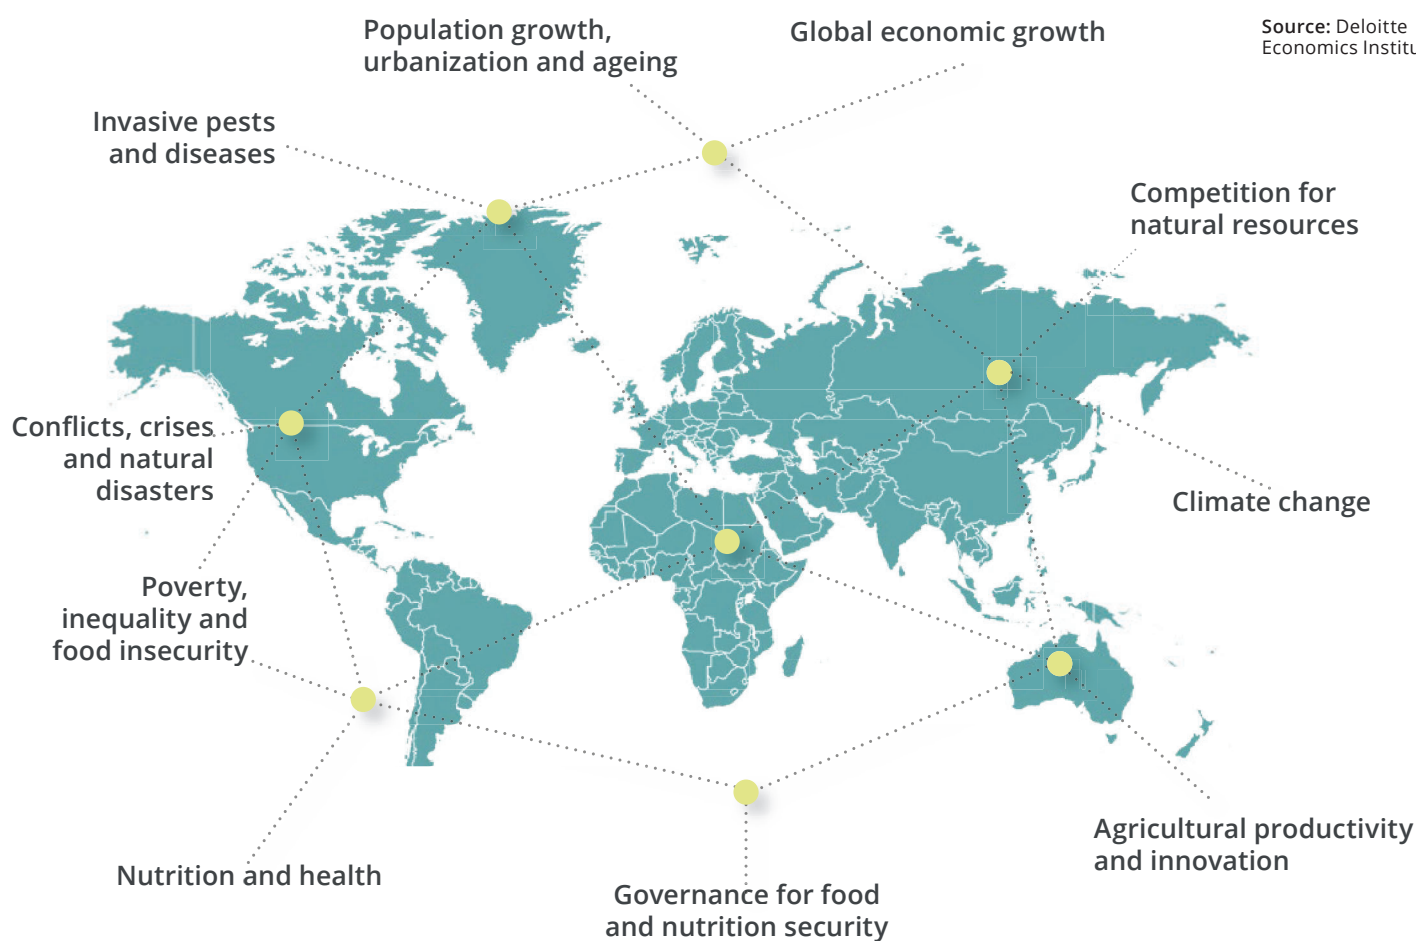 Population growth,
urbanization and ageing
Global economic growth
Source: Deloitte
Economics
Invasive pests
and diseases
Competition for
natural resources
Conflicts, crises
and natural
disasters
Climate change
Poverty,
inequality and
food insecurity
Nutrition and health
Governance for food
and nutrition security
Agricultural productivity
and innovation